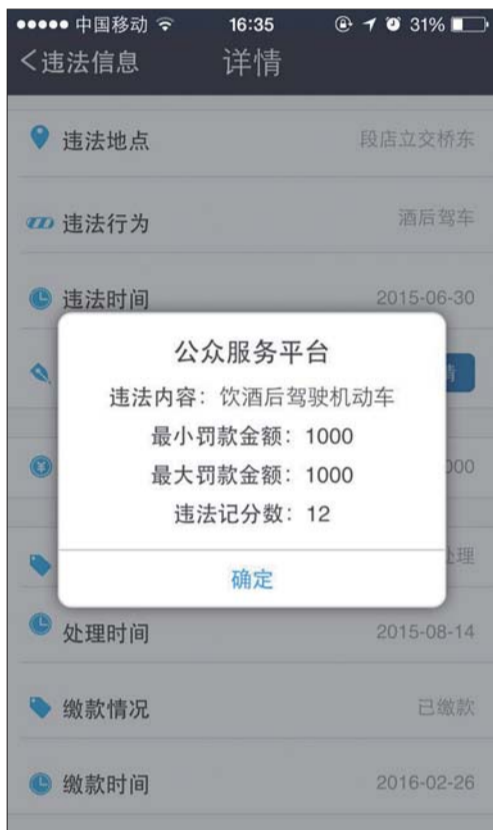 中国移动 16:35 31%
<违法信息 详情
违法地点 段店立交桥东
违法行为 酒后驾车
违法时间 2015-06-30
公众服务平台
违法内容：饮酒后驾驶机动车
最小罚款金额：1000
最大罚款金额：1000
违法记分数：12
确定
处理时间 2015-08-14
缴款情况 已缴款
缴款时间 2016-02-26